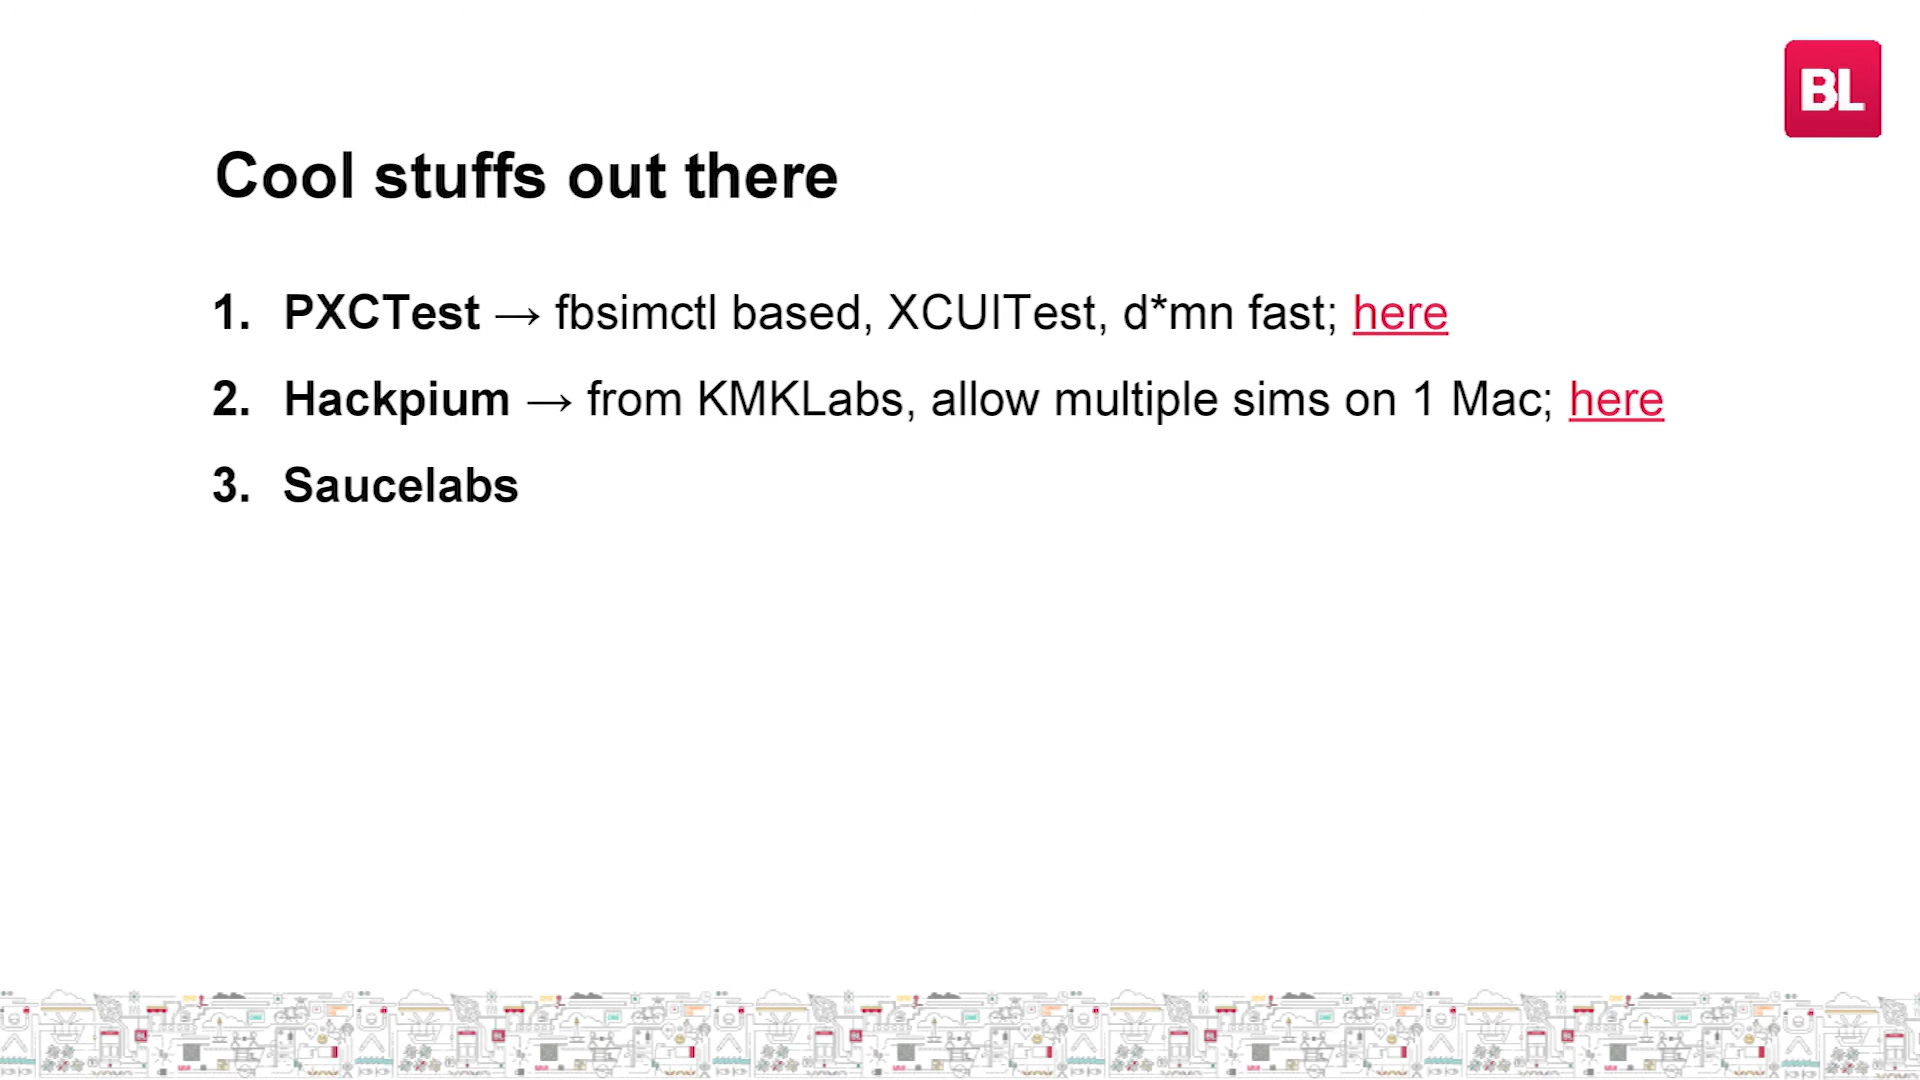 BL
Cool stuffs out there
1. PXCTest → fbsimctl based, XCUITest, d*mn fast; here
2. Hackpium → from KMKLabs, allow multiple sims on 1 Mac; here
3. Saucelabs